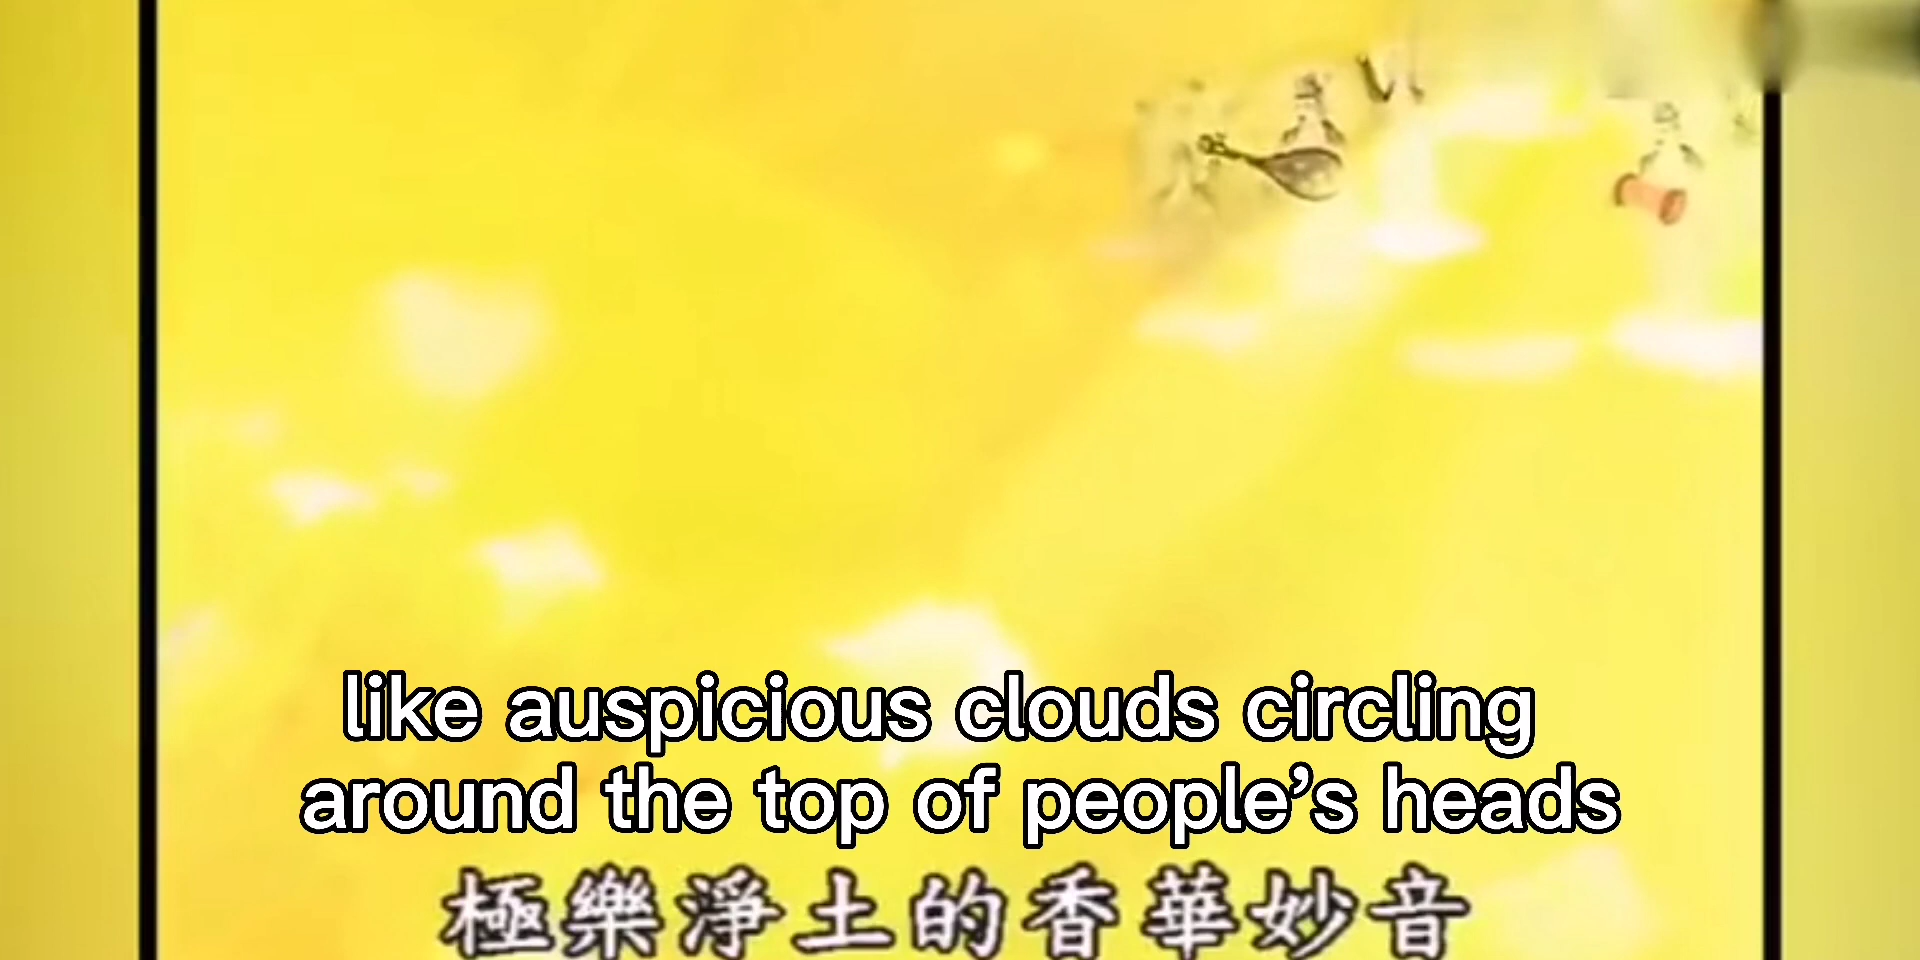 like auspicious clouds circling
around the top of people’s heads
極樂淨土的香華妙音